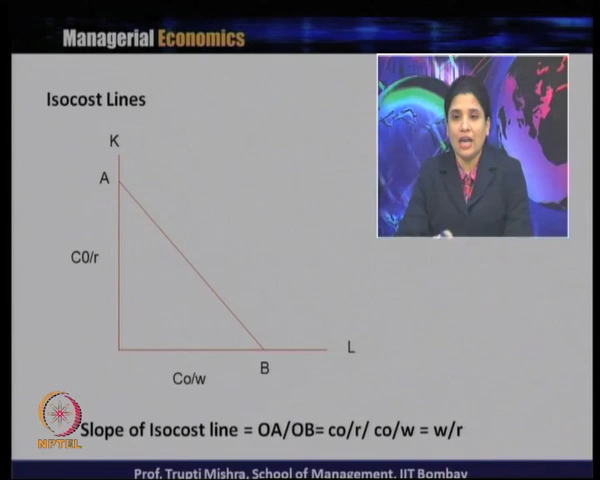 Managerial Economics
Isocost Lines
K
A
C0/r
L
B
Co/w
Slope of Isocost line = OA/OB= co/r/ co/w = w/r
NPTEL
Prof. Trupti Mishra, School of Management, IIT Bombay